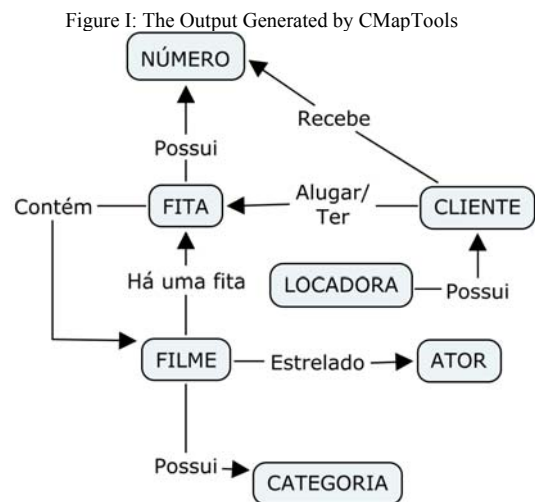 Figure I: The Output Generated by CMapTools
NÚMERO
Recebe
Possui
Contém
FITA
Alugar/
Ter
CLIENTE
Há uma fita
LOCADORA
Possui
FILME
Estrelado
ATOR
Possui
CATEGORIA